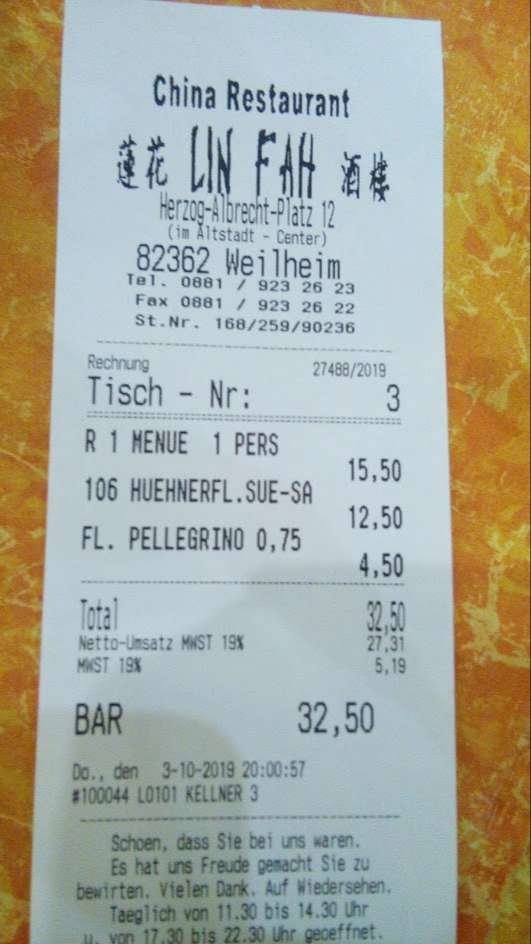 China Restaurant
蓮花 LIN FAH 酒楼
Herzog-Albrecht-Platz 12
(im Altstadt - Center)
82362 Weilheim
Tel. 0881 / 923 26 23
Fax 0881 / 923 26 22
St.Nr. 168/259/90236
Rechnung 27488/2019
Tisch - Nr: 3
R 1 MENUE 1 PERS
15,50
106 HUEHNERFL.SUE-SA
12,50
FL. PELLEGRINO 0,75
4,50
Total 32,50
Netto-Umsatz MWST 19% 27,31
MWST 19% 5,19
BAR 32,50
Do., den 3-10-2019 20:00:57
#100044 L0101 KELLNER 3
Schoen, dass Sie bei uns waren.
Es hat uns Freude gemacht Sie zu
bewirten. Vielen Dank. Auf Wiedersehen.
Taeglich von 11.30 bis 14.30 Uhr
u. von 17.30 bis 22.30 Uhr geoeffnet.